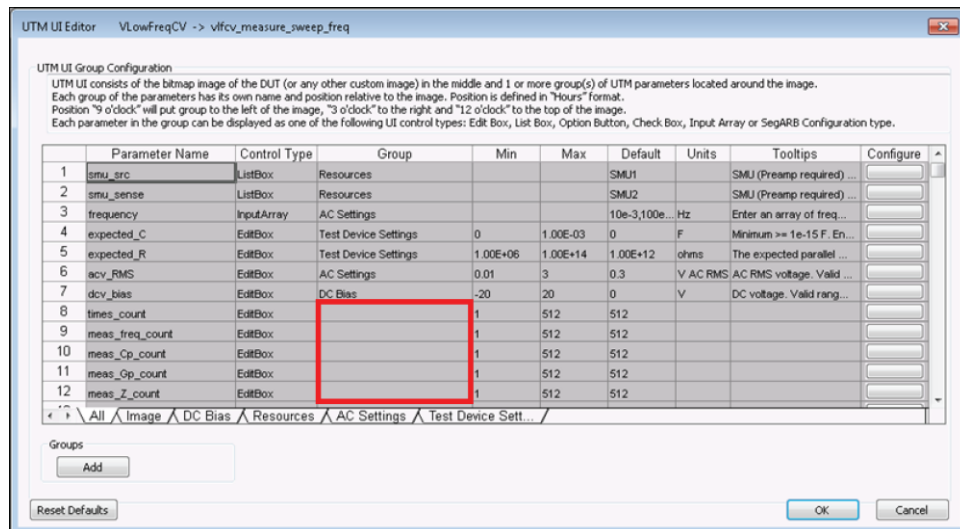 UTM UI Editor VLowFreqCV -> vlfcv_measure_sweep_freq
UTM UI Group Configuration
UTM UI consists of the bitmap image of the DUT (or any other custom image) in the middle and 1 or more group(s) of UTM parameters located around the image.
Each group of the parameters has its own name and position relative to the image. Position is defined in "Hours" format.
Position "9 o'clock" will put group to the left of the image, "3 o'clock" to the right and "12 o'clock" to the top of the image.
Each parameter in the group can be displayed as one of the following UI control types: Edit Box, List Box, Option Button, Check Box, Input Array or SegARB Configuration type.
Parameter Name Control Type Group Min Max Default Units Tooltips Configure
1 smu_src ListBox Resources SMU1 SMU (Preamp required) ...
2 smu_sense ListBox Resources SMU2 SMU (Preamp required) ...
3 frequency InputArray AC Settings 10e-3,100e... Hz Enter an array of freq...
4 expected_C EditBox Test Device Settings 0 1.00E-03 0 F Minimum >= 1e-15 F. En...
5 expected_R EditBox Test Device Settings 1.00E+06 1.00E+14 1.00E+12 ohms The expected parallel ...
6 acv_RMS EditBox AC Settings 0.01 3 0.3 V AC RMS AC RMS voltage. Valid ...
7 dcv_bias EditBox DC Bias -20 20 0 V DC voltage. Valid rang...
8 times_count EditBox 1 512 512
9 meas_freq_count EditBox 1 512 512
10 meas_Cp_count EditBox 1 512 512
11 meas_Gp_count EditBox 1 512 512
12 meas_Z_count EditBox 1 512 512
All Image DC Bias Resources AC Settings Test Device Sett...
Groups
Add
Reset Defaults OK Cancel